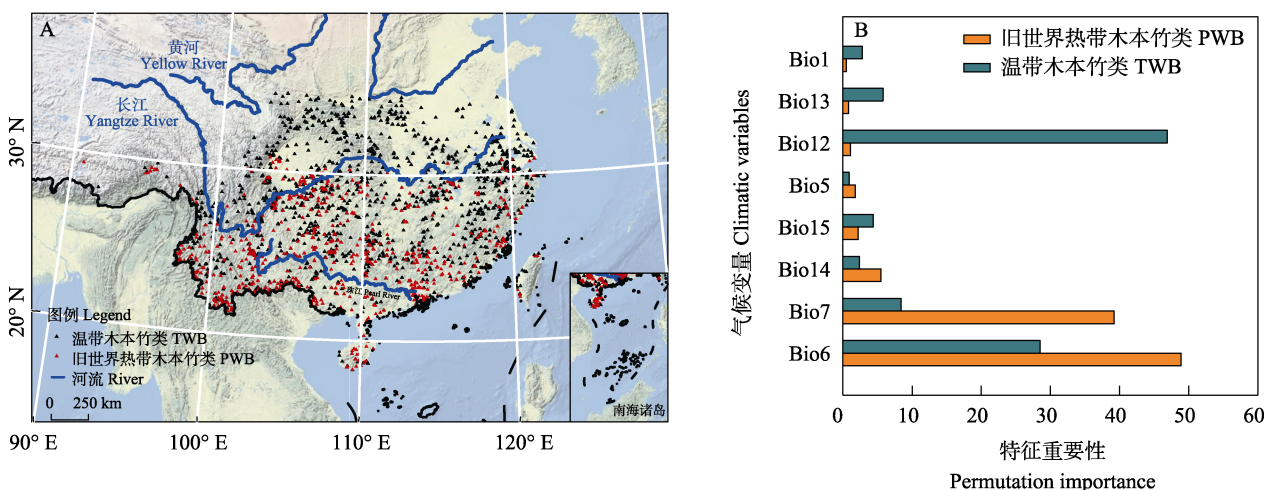 A
黄河
Yellow River
长江
Yangtze River
珠江 Pearl River
图例 Legend
温带木本竹类 TWB
旧世界热带木本竹类 PWB
河流 River
0 250 km
南海诸岛
30° N
20° N
90° E 100° E 110° E 120° E
B
旧世界热带木本竹类 PWB
温带木本竹类 TWB
气候变量 Climatic variables
Bio1
Bio13
Bio12
Bio5
Bio15
Bio14
Bio7
Bio6
0 10 20 30 40 50 60
特征重要性
Permutation importance